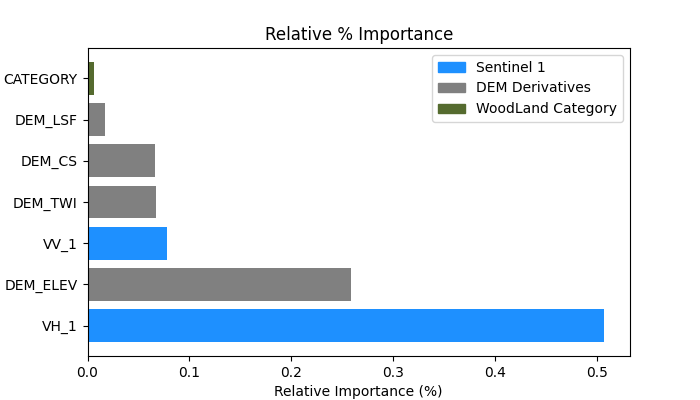 Relative % Importance
Sentinel 1
DEM Derivatives
WoodLand Category
CATEGORY
DEM_LSF
DEM_CS
DEM_TWI
VV_1
DEM_ELEV
VH_1
0.0 0.1 0.2 0.3 0.4 0.5
Relative Importance (%)